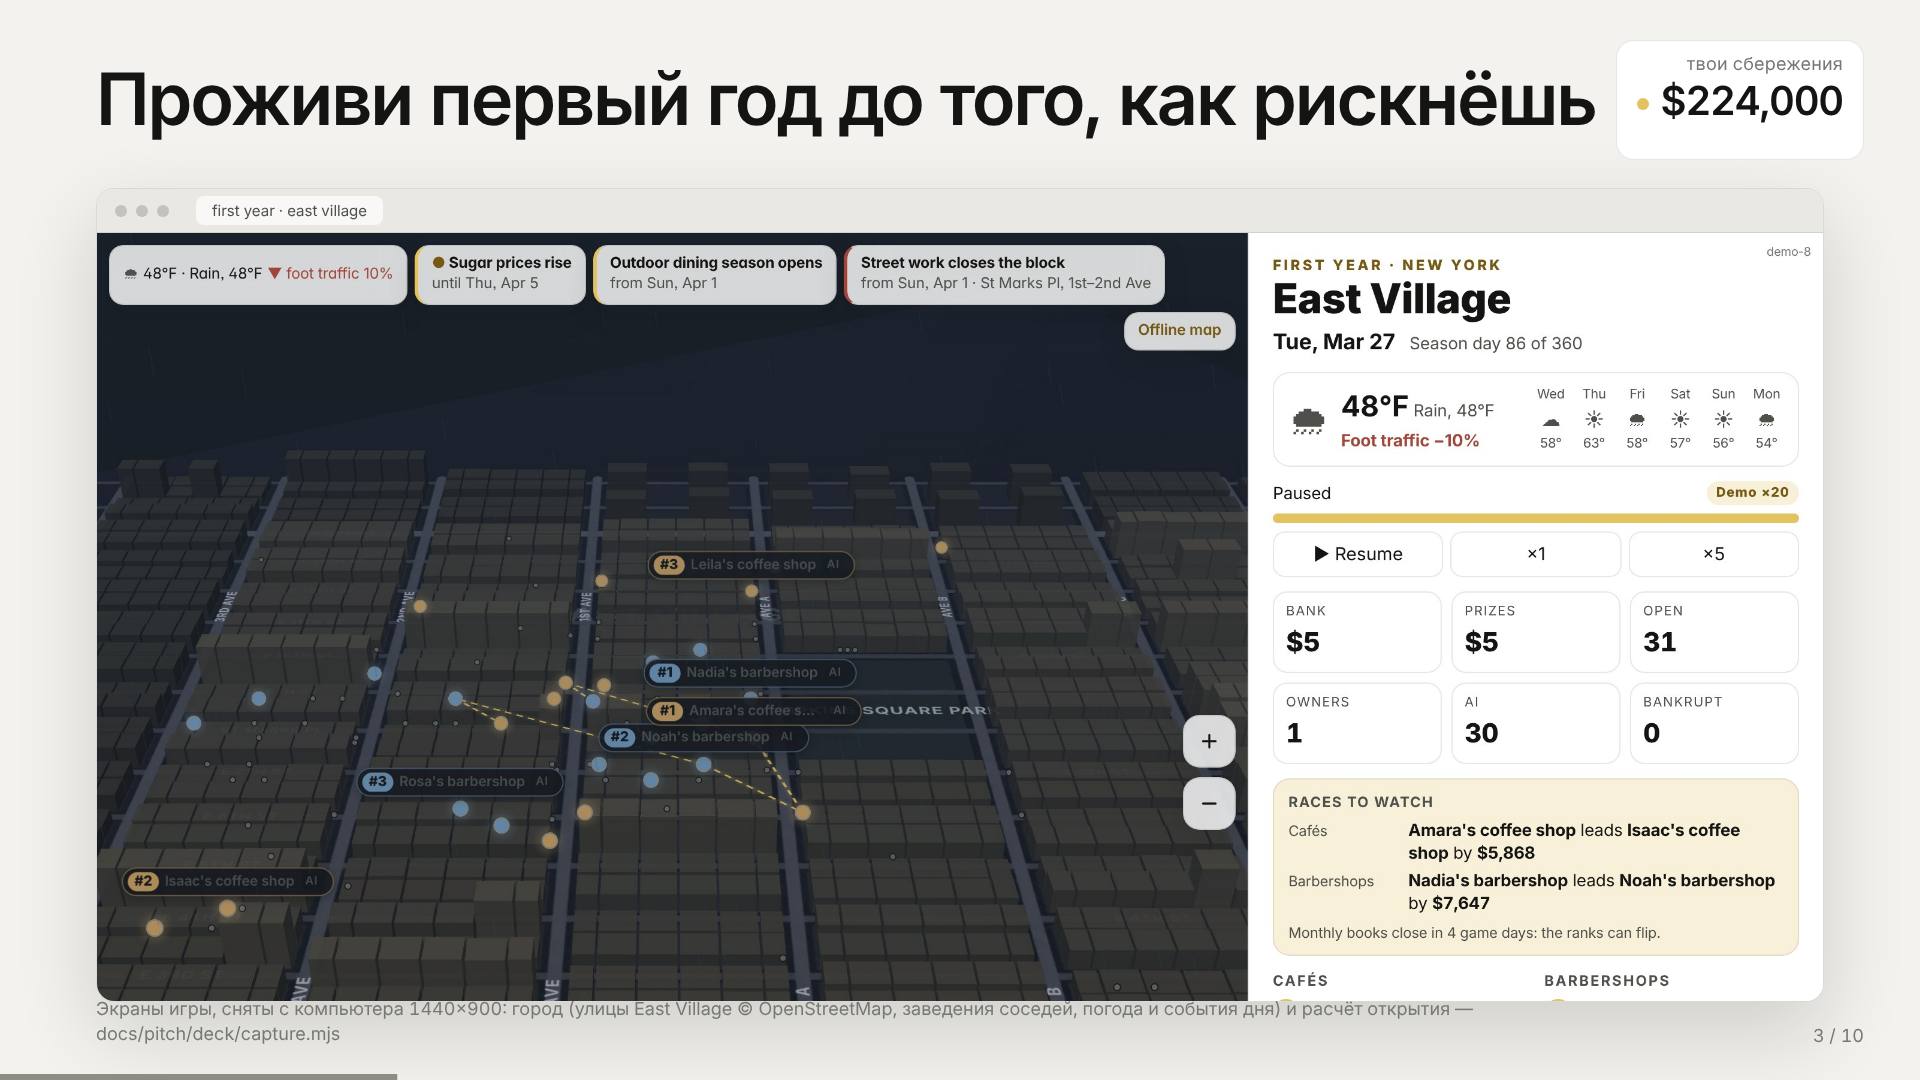 Проживи первый год до того, как рискнёшь
твои сбережения
$224,000
first year · east village
48°F · Rain, 48°F ▼ foot traffic 10%
Sugar prices rise
until Thu, Apr 5
Outdoor dining season opens
from Sun, Apr 1
Street work closes the block
from Sun, Apr 1 · St Marks Pl, 1st–2nd Ave
Offline map
#3 Leila's coffee shop AI
3RD AVE
1ST AVE
AVE A
AVE B
#1 Nadia's barbershop AI
#1 Amara's coffee s... AI
SQUARE PARK
#2 Noah's barbershop AI
#3 Rosa's barbershop AI
#2 Isaac's coffee shop AI
AVE
AVE
A
B
+
−
demo-8
FIRST YEAR · NEW YORK
East Village
Tue, Mar 27 Season day 86 of 360
48°F Rain, 48°F
Foot traffic −10%
Wed Thu Fri Sat Sun Mon
58° 63° 58° 57° 56° 54°
Paused
Demo ×20
▶ Resume
×1
×5
BANK
$5
PRIZES
$5
OPEN
31
OWNERS
1
AI
30
BANKRUPT
0
RACES TO WATCH
Cafés
Amara's coffee shop leads Isaac's coffee
shop by $5,868
Barbershops
Nadia's barbershop leads Noah's barbershop
by $7,647
Monthly books close in 4 game days: the ranks can flip.
CAFÉS
BARBERSHOPS
Экраны игры, сняты с компьютера 1440×900: город (улицы East Village © OpenStreetMap, заведения соседей, погода и события дня) и расчёт открытия —
docs/pitch/deck/capture.mjs
3 / 10